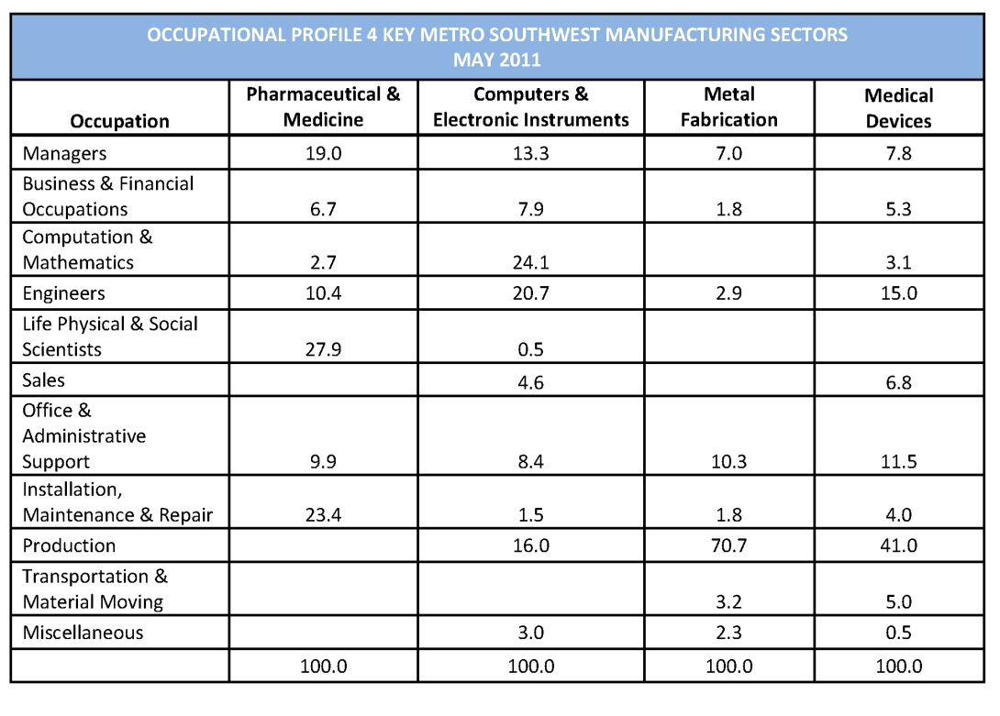 OCCUPATIONAL PROFILE 4 KEY METRO SOUTHWEST MANUFACTURING SECTORS
MAY 2011
Occupation
Pharmaceutical &
Medicine
Computers &
Electronic Instruments
Metal
Fabrication
Medical
Devices
Managers 19.0 13.3 7.0 7.8
Business & Financial
Occupations 6.7 7.9 1.8 5.3
Computation &
Mathematics 2.7 24.1 3.1
Engineers 10.4 20.7 2.9 15.0
Life Physical & Social
Scientists 27.9 0.5
Sales 4.6 6.8
Office &
Administrative
Support 9.9 8.4 10.3 11.5
Installation,
Maintenance & Repair 23.4 1.5 1.8 4.0
Production 16.0 70.7 41.0
Transportation &
Material Moving 3.2 5.0
Miscellaneous 3.0 2.3 0.5
100.0 100.0 100.0 100.0